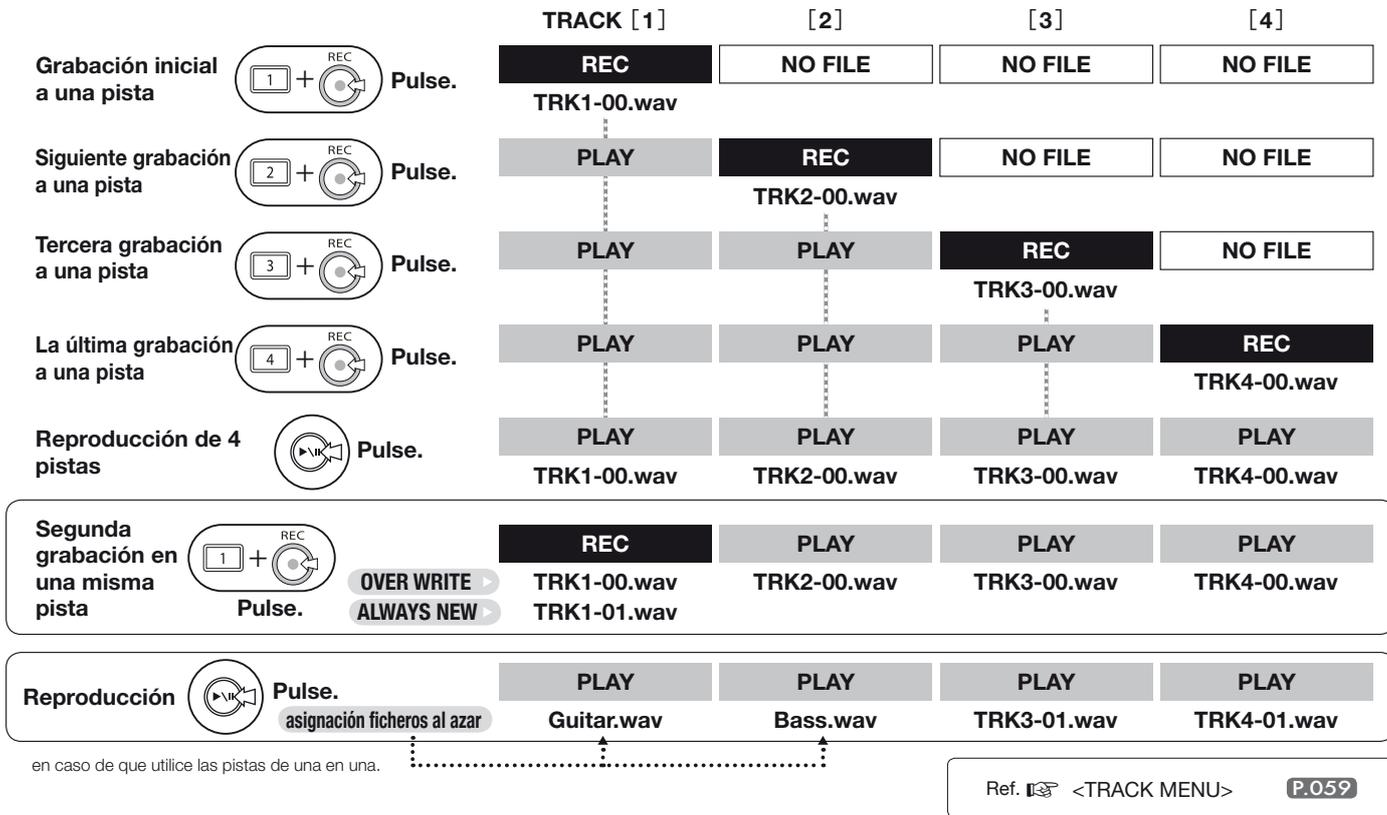 TRACK [1] [2] [3] [4]
Grabación inicial
a una pista
1 + REC Pulse.
REC NO FILE NO FILE NO FILE
TRK1-00.wav
Siguiente grabación
a una pista
2 + REC Pulse.
PLAY REC NO FILE NO FILE
TRK2-00.wav
Tercera grabación
a una pista
3 + REC Pulse.
PLAY PLAY REC NO FILE
TRK3-00.wav
La última grabación
a una pista
4 + REC Pulse.
PLAY PLAY PLAY REC
TRK4-00.wav
Reproducción de 4
pistas
Pulse.
PLAY PLAY PLAY PLAY
TRK1-00.wav TRK2-00.wav TRK3-00.wav TRK4-00.wav
Segunda
grabación en
una misma
pista
1 + REC
Pulse.
REC PLAY PLAY PLAY
OVER WRITE TRK1-00.wav TRK2-00.wav TRK3-00.wav TRK4-00.wav
ALWAYS NEW TRK1-01.wav
Reproducción
Pulse.
PLAY PLAY PLAY PLAY
asignación ficheros al azar Guitar.wav Bass.wav TRK3-01.wav TRK4-01.wav
en caso de que utilice las pistas de una en una.
Ref. ☞ <TRACK MENU> P.059